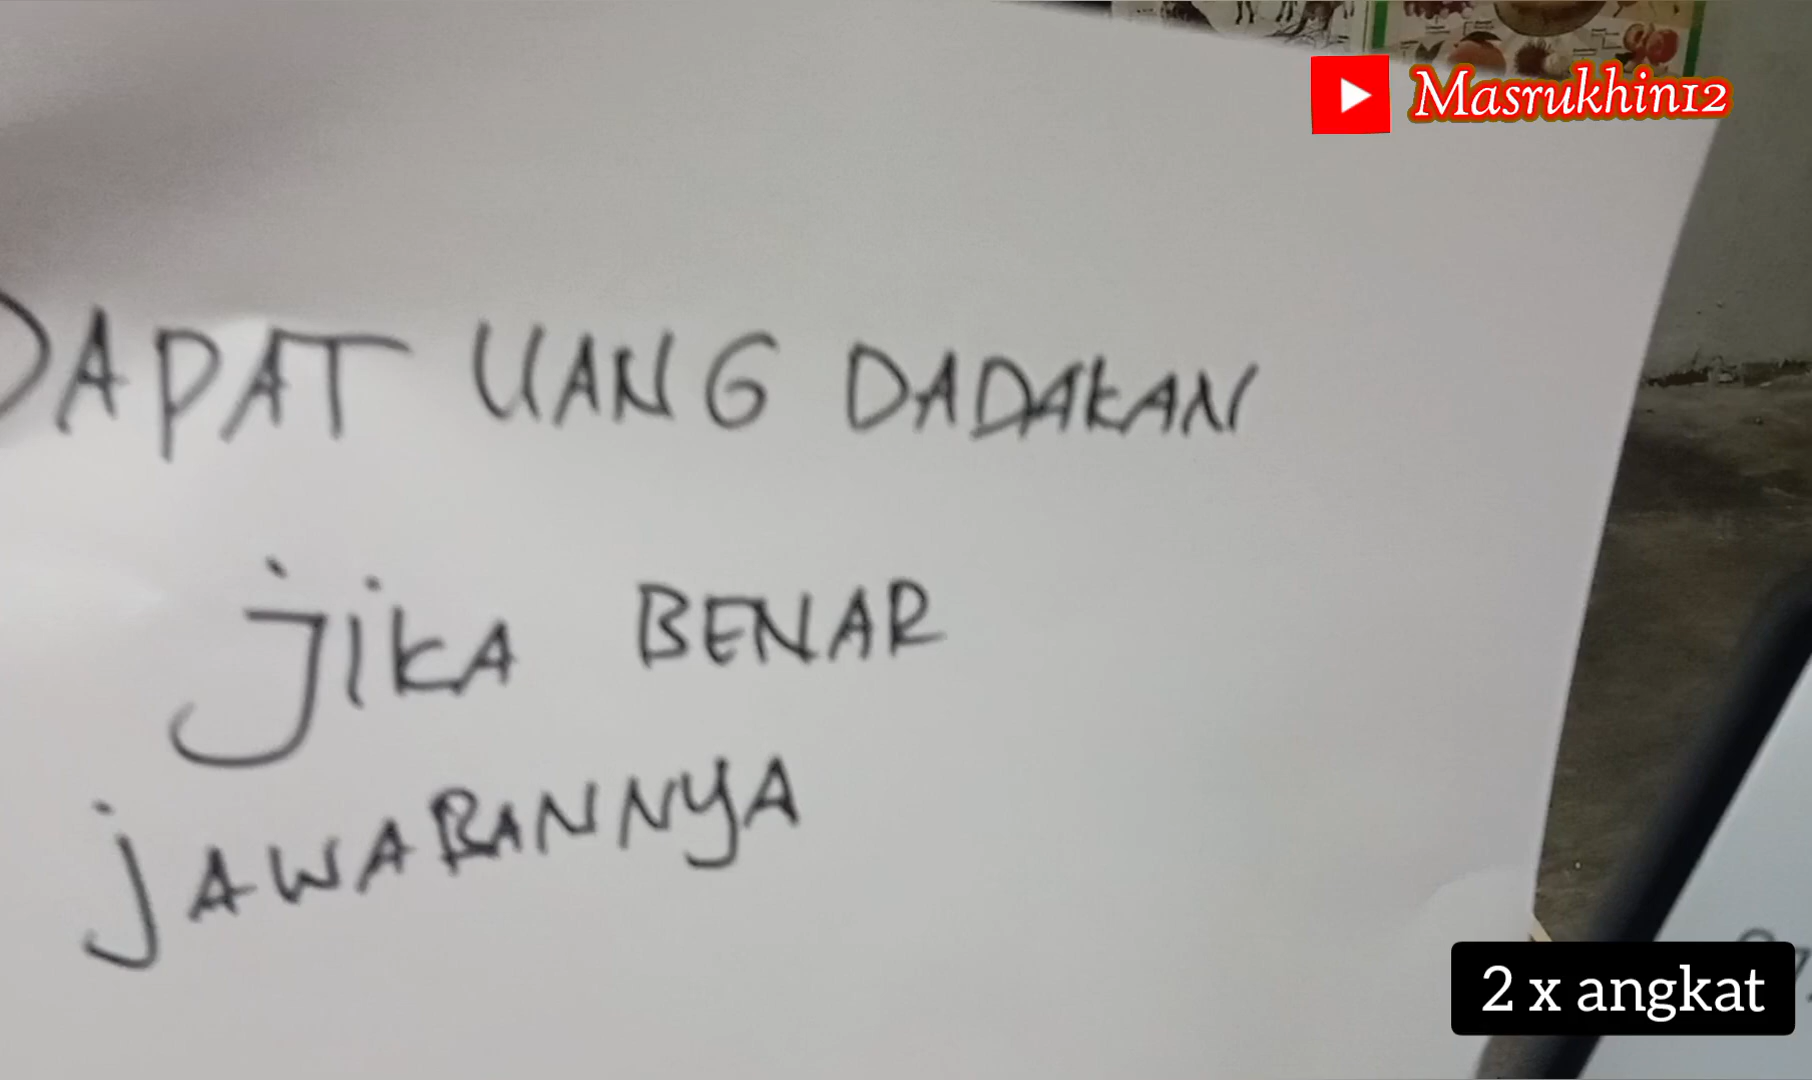 Masrukhin12
DAPAT UANG DADAKAN
jiKA BENAR
jAWABANNYA
2 x angkat